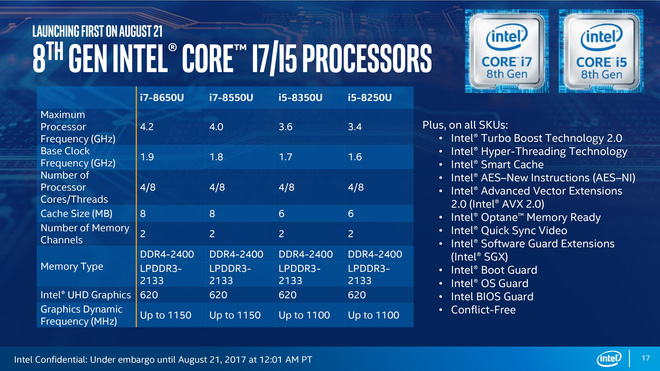 LAUNCHING FIRST ON AUGUST 21
8TH GEN INTEL® CORE™ I7/I5 PROCESSORS
intel®
CORE™ i7
8th Gen
intel®
CORE™ i5
8th Gen
i7-8650U i7-8550U i5-8350U i5-8250U
Maximum
Processor
Frequency (GHz)
4.2 4.0 3.6 3.4
Base Clock
Frequency (GHz)
1.9 1.8 1.7 1.6
Number of
Processor
Cores/Threads
4/8 4/8 4/8 4/8
Cache Size (MB) 8 8 6 6
Number of Memory
Channels
2 2 2 2
Memory Type
DDR4-2400 DDR4-2400 DDR4-2400 DDR4-2400
LPDDR3- LPDDR3- LPDDR3- LPDDR3-
2133 2133 2133 2133
Intel® UHD Graphics 620 620 620 620
Graphics Dynamic
Frequency (MHz)
Up to 1150 Up to 1150 Up to 1100 Up to 1100
Plus, on all SKUs:
• Intel® Turbo Boost Technology 2.0
• Intel® Hyper-Threading Technology
• Intel® Smart Cache
• Intel® AES–New Instructions (AES–NI)
• Intel® Advanced Vector Extensions
2.0 (Intel® AVX 2.0)
• Intel® Optane™ Memory Ready
• Intel® Quick Sync Video
• Intel® Software Guard Extensions
(Intel® SGX)
• Intel® Boot Guard
• Intel® OS Guard
• Intel BIOS Guard
• Conflict-Free
Intel Confidential: Under embargo until August 21, 2017 at 12:01 AM PT
intel®
17